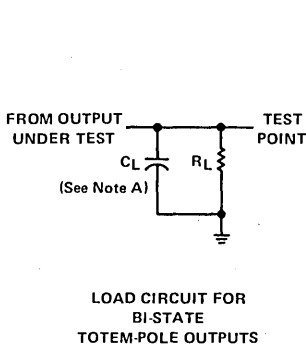 FROM OUTPUT
UNDER TEST
TEST
POINT
CL
RL
(See Note A)
LOAD CIRCUIT FOR
BI-STATE
TOTEM-POLE OUTPUTS